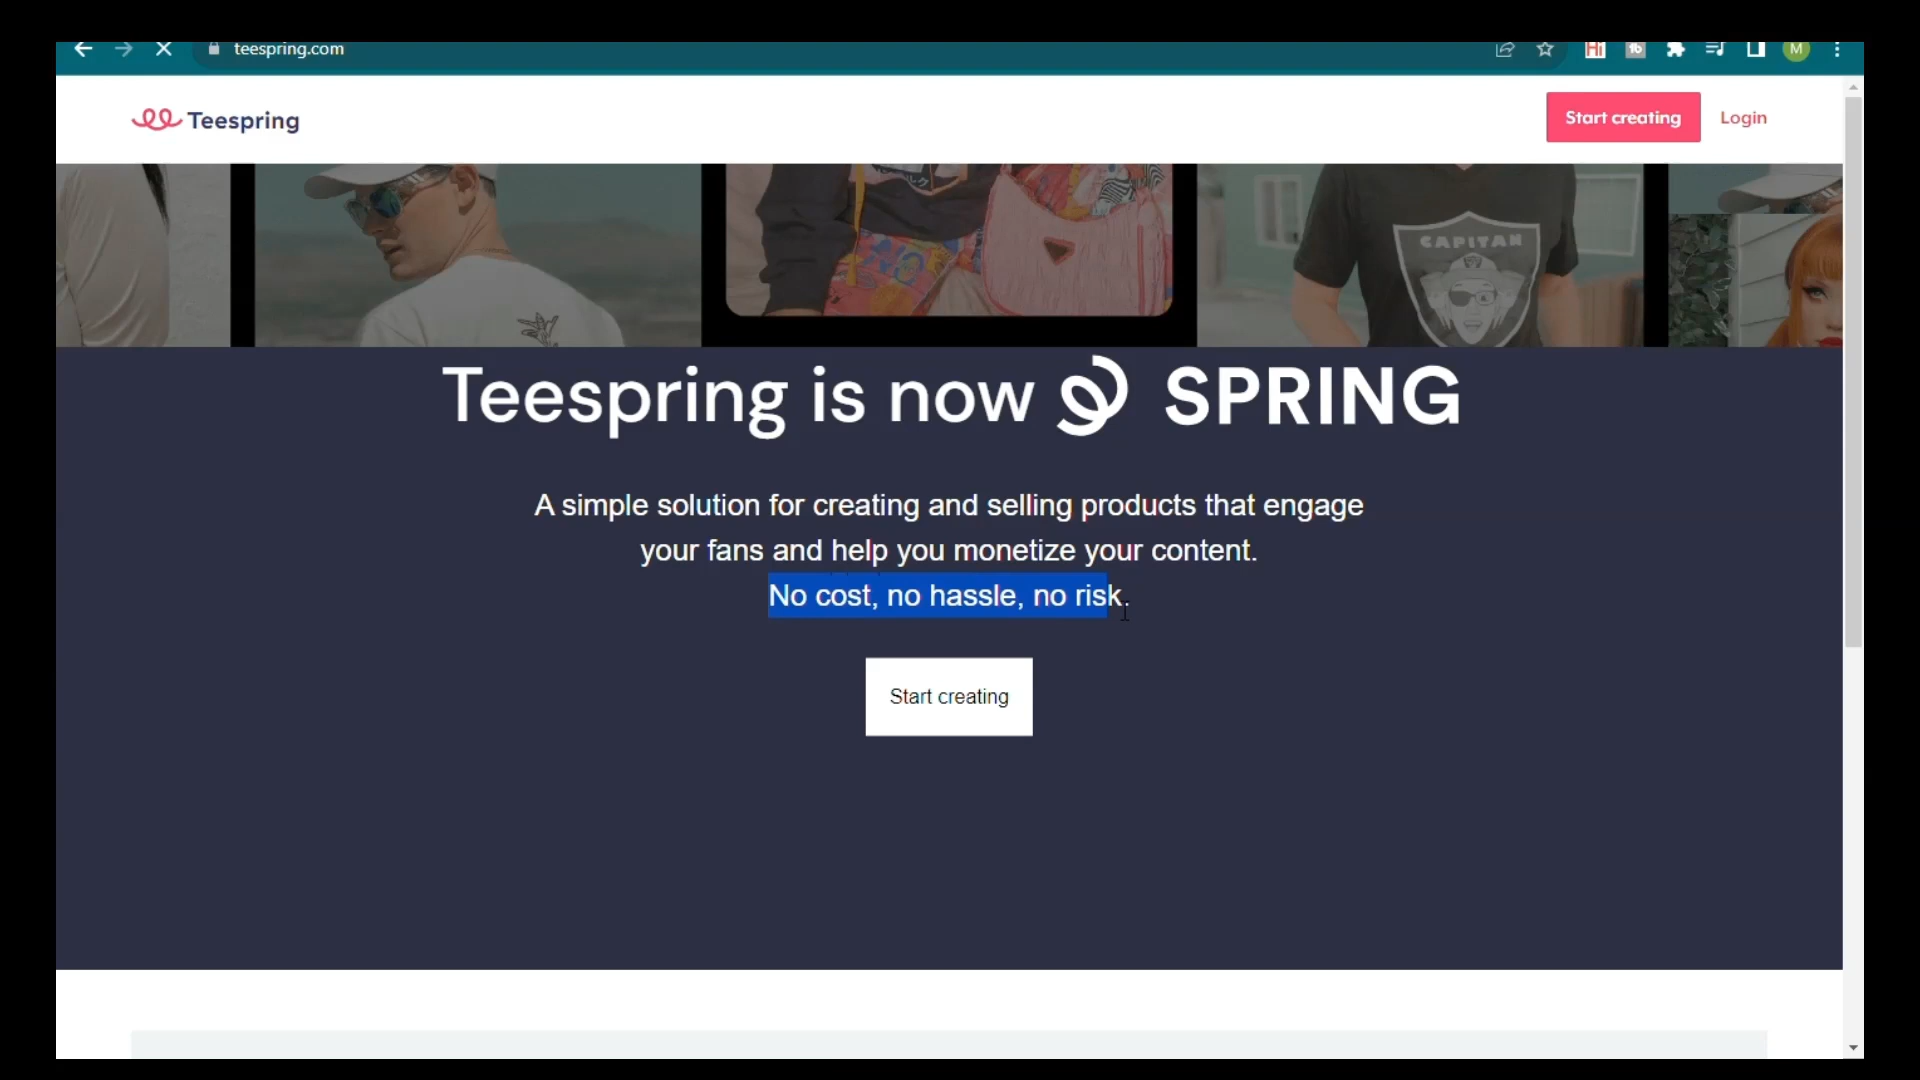 teespring.com
Hi
M
Teespring
Start creating
Login
CAPITAN
Teespring is now SPRING
A simple solution for creating and selling products that engage
your fans and help you monetize your content.
No cost, no hassle, no risk.
Start creating